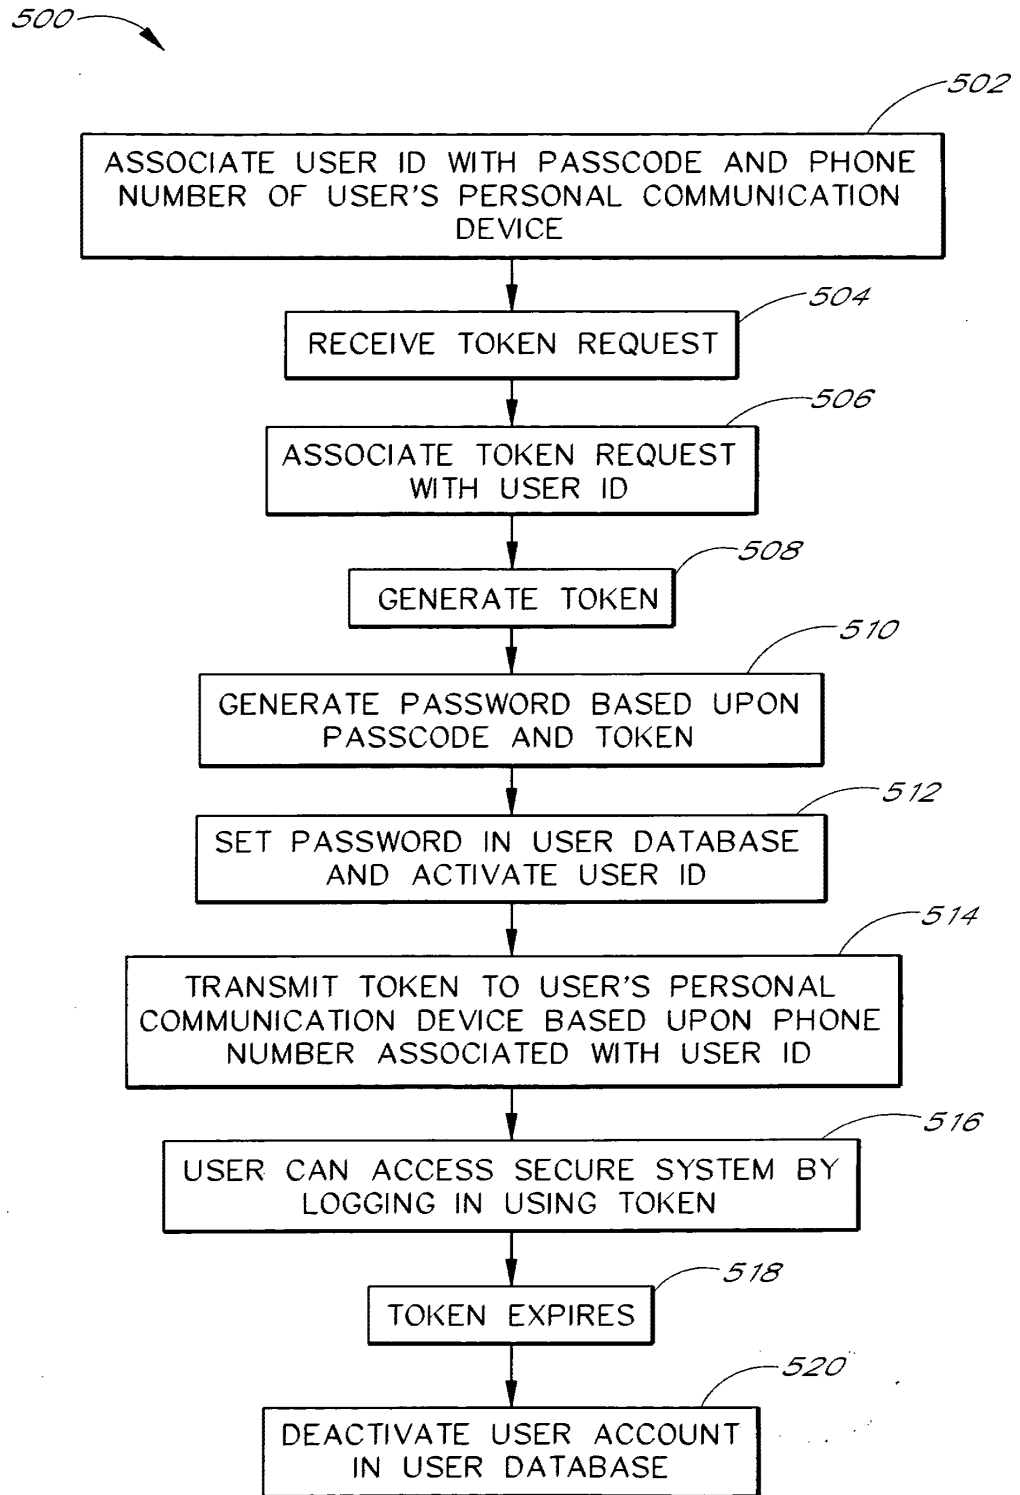 500
502
ASSOCIATE USER ID WITH PASSCODE AND PHONE
NUMBER OF USER'S PERSONAL COMMUNICATION
DEVICE
504
RECEIVE TOKEN REQUEST
506
ASSOCIATE TOKEN REQUEST
WITH USER ID
508
GENERATE TOKEN
510
GENERATE PASSWORD BASED UPON
PASSCODE AND TOKEN
512
SET PASSWORD IN USER DATABASE
AND ACTIVATE USER ID
514
TRANSMIT TOKEN TO USER'S PERSONAL
COMMUNICATION DEVICE BASED UPON PHONE
NUMBER ASSOCIATED WITH USER ID
516
USER CAN ACCESS SECURE SYSTEM BY
LOGGING IN USING TOKEN
518
TOKEN EXPIRES
520
DEACTIVATE USER ACCOUNT
IN USER DATABASE